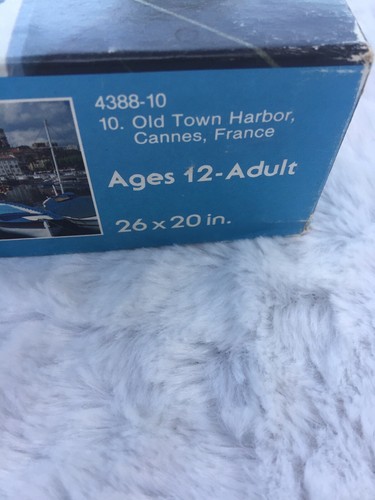 4388-10
10. Old Town Harbor,
Cannes, France
Ages 12-Adult
26 x 20 in.